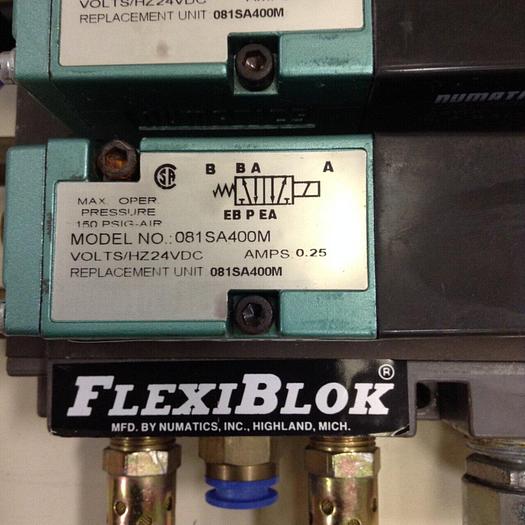 VOLTS/HZ24VDC
REPLACEMENT UNIT 081SA400M
NUMATI
B B A A
EB P EA
MAX. OPER.
PRESSURE
150 PSIG-AIR
MODEL NO.: 081SA400M
VOLTS/HZ24VDC AMPS 0.25
REPLACEMENT UNIT 081SA400M
FLEXIBLOK ®
MFD. BY NUMATICS, INC., HIGHLAND, MICH.